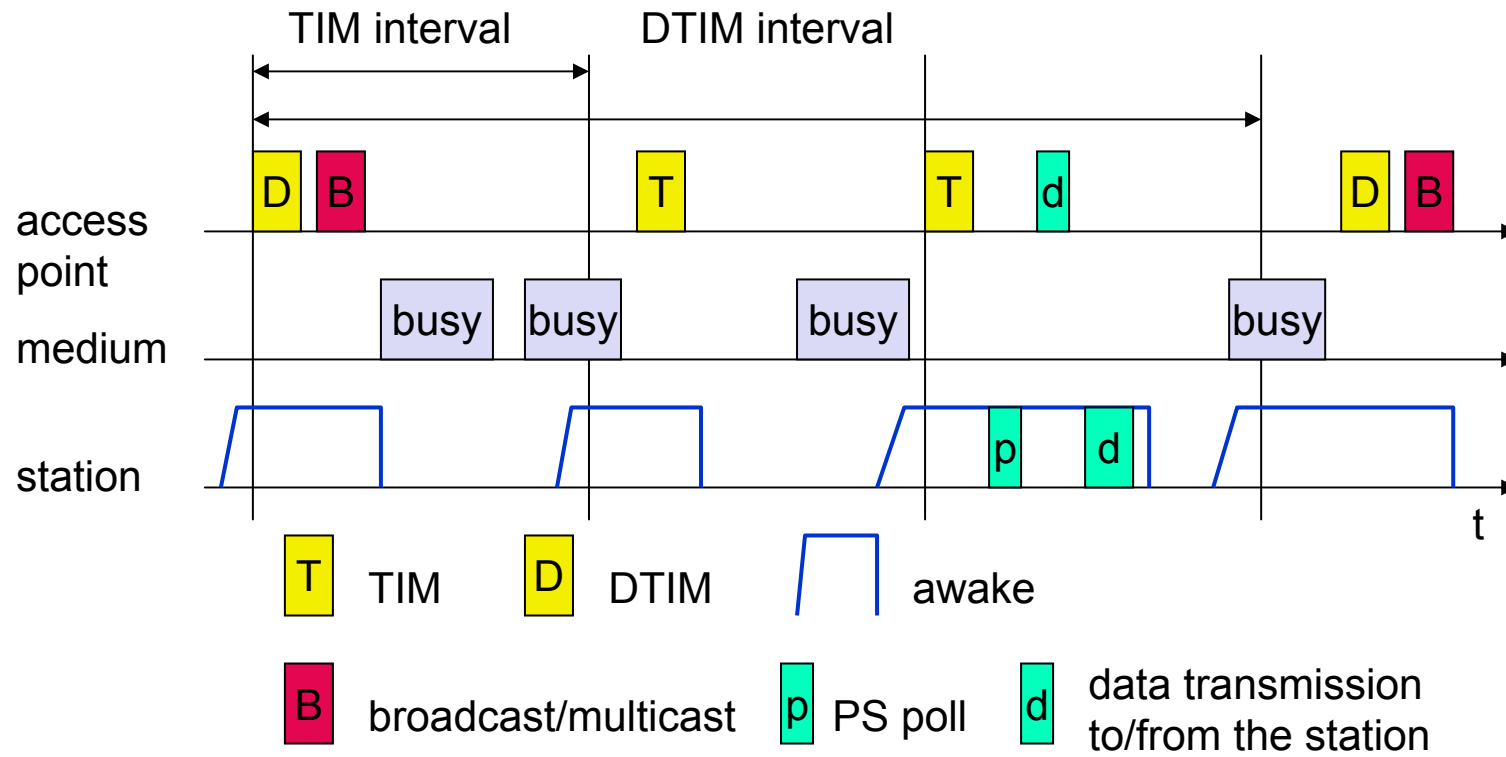 TIM interval DTIM interval
D B T T d D B
access
point
busy busy busy busy
medium
p d
station
t
T TIM D DTIM awake
B broadcast/multicast p PS poll d data transmission
to/from the station